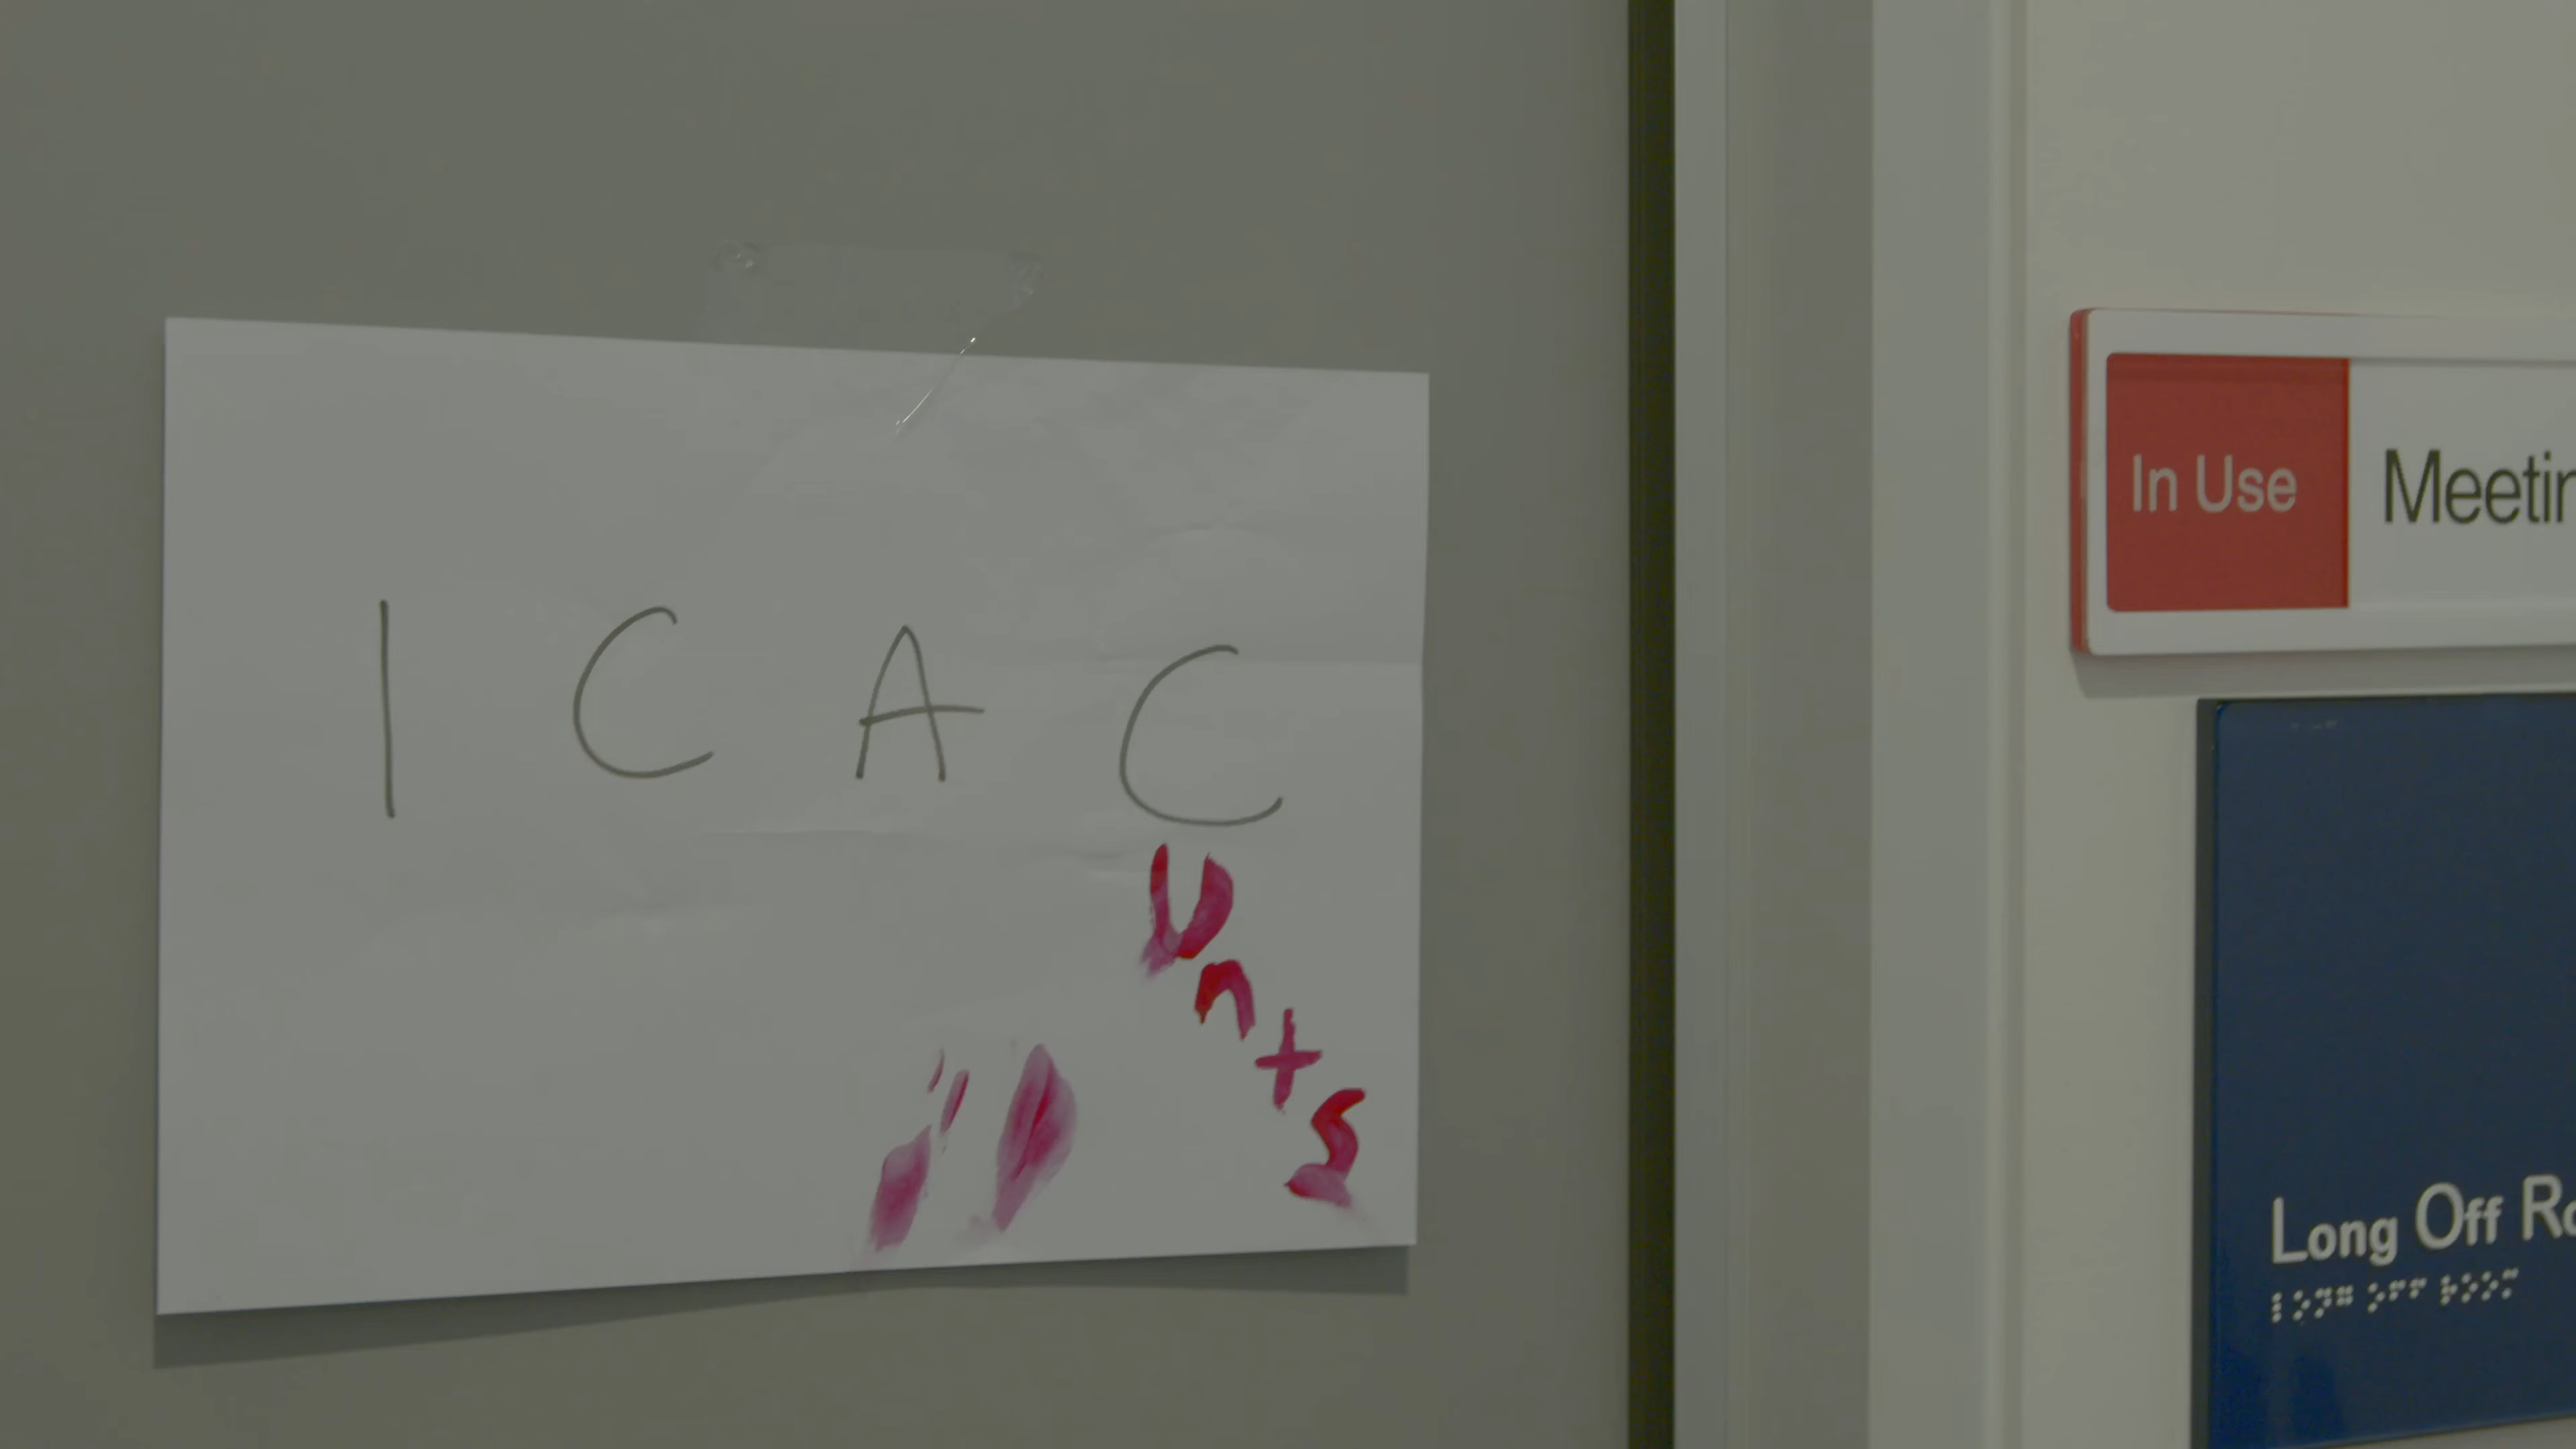 I C A C
unts
In Use
Meetin
Long Off Ro